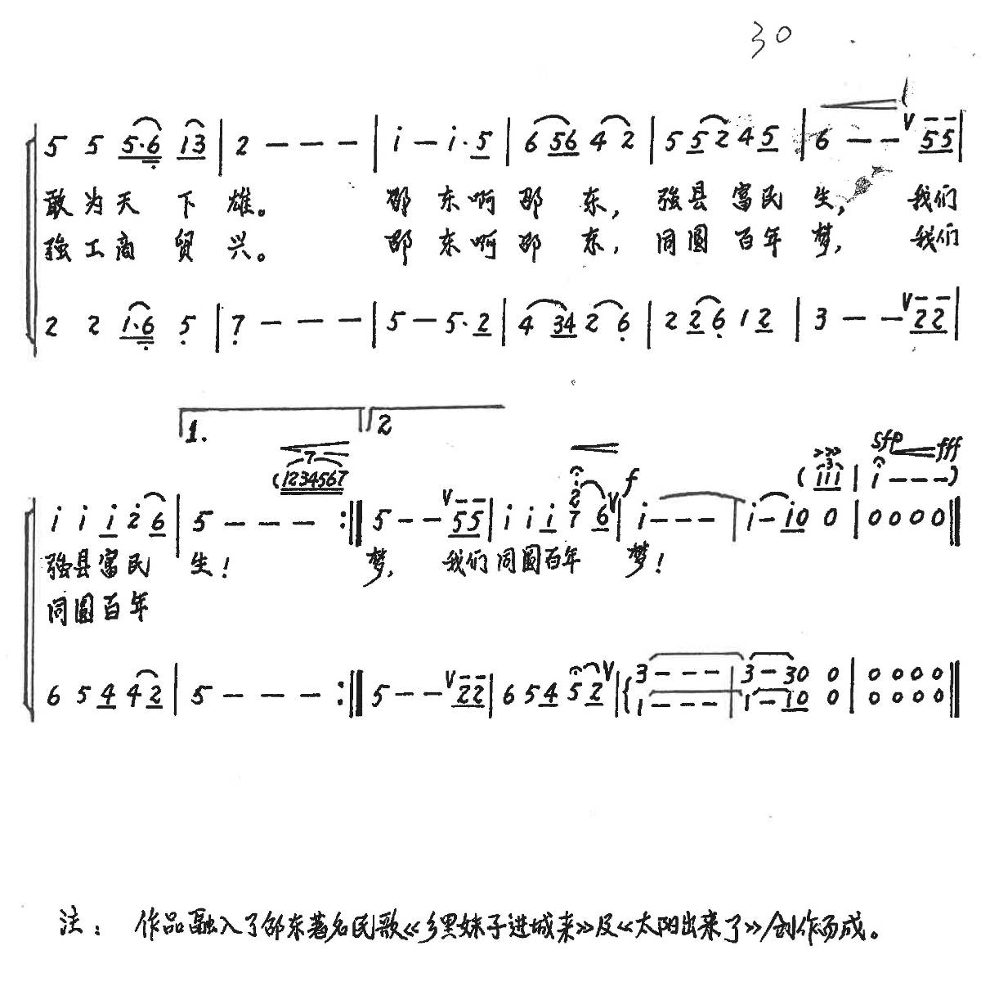 30
5 5 5·6 13 | 2 - - - | i - i·5 | 6 56 4 2 | 5 5 2 4 5 | 6 - - V 55 |
敢为天 下 雄。 邵 东啊邵 东，强县富民 生，我们
强工商 贸 兴。 邵 东啊邵 东，同圆百年 梦，我们
2 2 1·6 5 | 7 - - - | 5 - 5·2 | 4 34 2 6 | 2 2 6 1 2 | 3 - - V 22 |
1. 2
(1234567 7 f (iii 3 | i - - - ) sfp fff
i i i 2 6 | 5 - - - :| 5 - - V 55 | i i i 2 7 6 V | i - - - | i - i0 0 | 0 0 0 0 ‖
强县富民 生！ 梦，我们同圆百年 梦！
同圆百年
6 5 4 4 2 | 5 - - - :| 5 - - V 22 | 6 5 4 5 2 V | 3 - - - | 3 - 30 0 | 0 0 0 0 ‖
1 - - - | 1 - 10 0 | 0 0 0 0
注： 作品融入了邵东著名民歌《乡里妹子进城来》及《太阳出来了》创作而成。